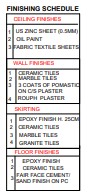 FINISHING SCHEDULE
CEILING FINISHES
1 US ZINC SHEET (0.5MM)
2 OIL PAINT
3 FABRIC TEXTILE SHEETS
WALL FINISHES
1 CERAMIC TILES
2 MARBLE TILES
3 3 COATS OF POMASTIC
ON C/S PLASTER
4 ROUPH PLASTER
SKIRTING
1 EPOXY FINISH H. 25CM
2 CERAMIC TILES
3 MARBLE TILES
4 GRANITE TILES
FLOOR FINISHES
1 EPOXY FINISH
2 CERAMIC TILES
3 FAIR FACE CEMENT/
SAND FINISH ON PC